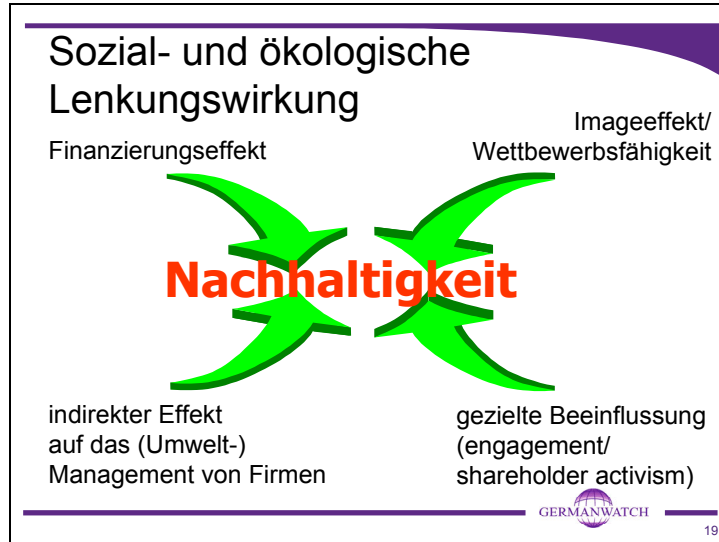 Sozial- und ökologische
Lenkungswirkung
Finanzierungseffekt
Imageeffekt/
Wettbewerbsfähigkeit
Nachhaltigkeit
indirekter Effekt
auf das (Umwelt-)
Management von Firmen
gezielte Beeinflussung
(engagement/
shareholder activism)
GERMANWATCH
19